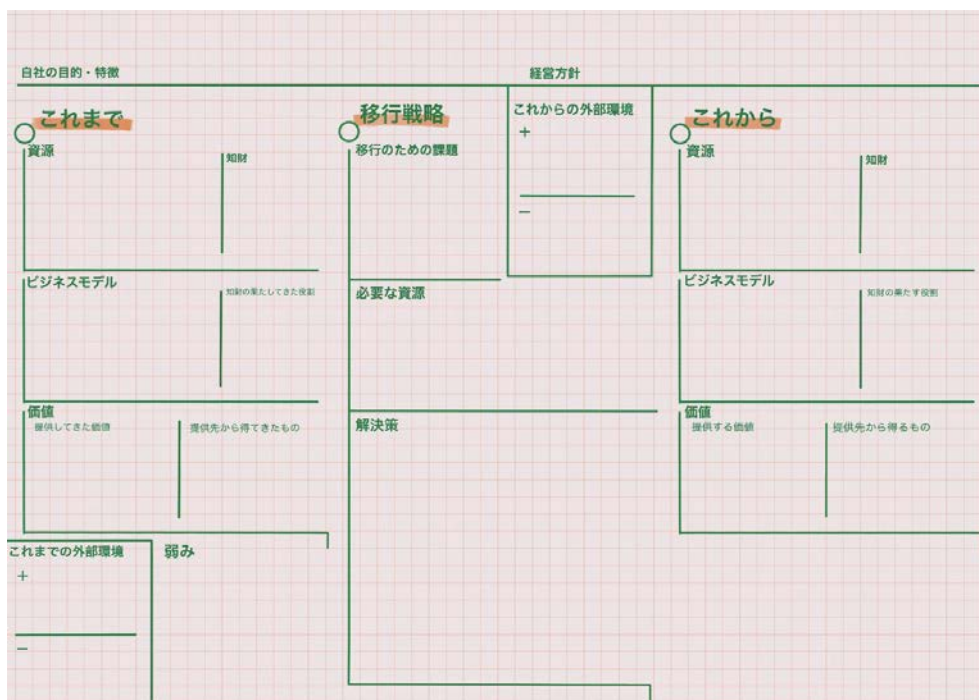 自社の目的・特徴
経営方針
これまで
資源
知財
ビジネスモデル
知財の果たしてきた役割
価値
提供してきた価値
提供先から得てきたもの
これまでの外部環境
+
−
弱み
移行戦略
移行のための課題
必要な資源
解決策
これからの外部環境
+
−
これから
資源
知財
ビジネスモデル
知財の果たす役割
価値
提供する価値
提供先から得るもの